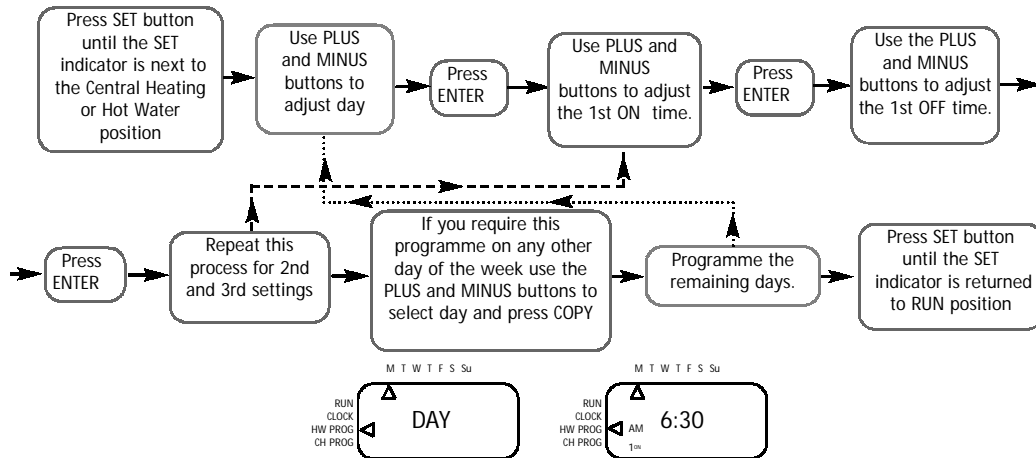 Press SET button
until the SET
indicator is next to
the Central Heating
or Hot Water
position
Use PLUS
and MINUS
buttons to
adjust day
Press
ENTER
Use PLUS and
MINUS
buttons to adjust
the 1st ON time.
Press
ENTER
Use the PLUS
and MINUS
buttons to adjust
the 1st OFF time.
Press
ENTER
Repeat this
process for 2nd
and 3rd settings
If you require this
programme on any other
day of the week use the
PLUS and MINUS buttons to
select day and press COPY
Programme the
remaining days.
Press SET button
until the SET
indicator is returned
to RUN position
M T W T F S Su
RUN
CLOCK
HW PROG
CH PROG
DAY
M T W T F S Su
RUN
CLOCK
HW PROG
CH PROG
AM 6:30
1ON